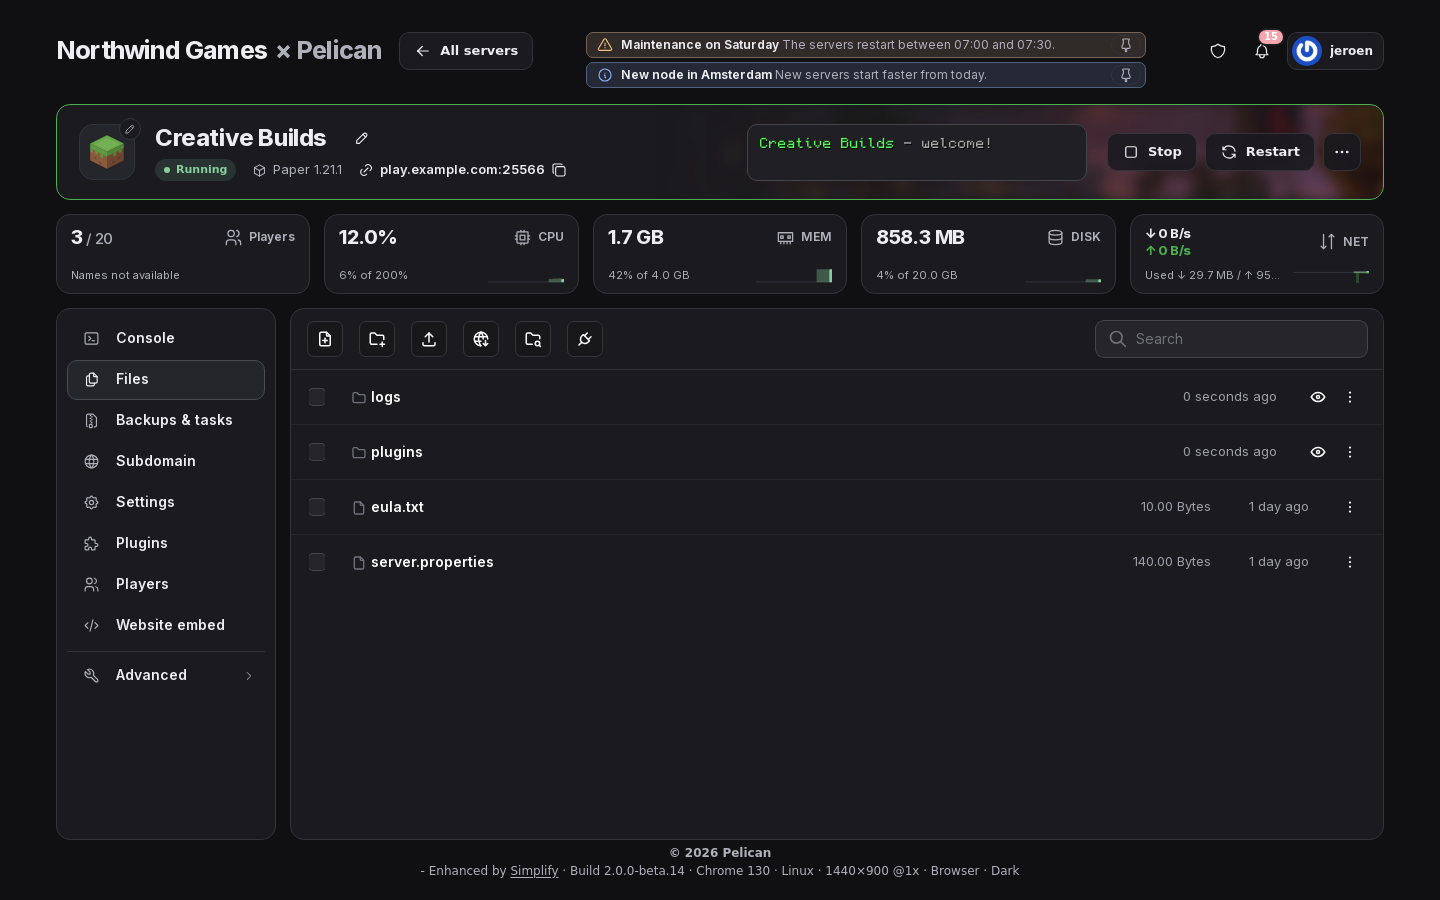 Northwind Games × Pelican
All servers
Maintenance on Saturday The servers restart between 07:00 and 07:30.
New node in Amsterdam New servers start faster from today.
15
jeroen
Creative Builds
Running
Paper 1.21.1
play.example.com:25566
Creative Builds - welcome!
Stop
Restart
3 / 20
Players
Names not available
12.0%
CPU
6% of 200%
1.7 GB
MEM
42% of 4.0 GB
858.3 MB
DISK
4% of 20.0 GB
↓ 0 B/s
↑ 0 B/s
NET
Used ↓ 29.7 MB / ↑ 95...
Console
Files
Backups & tasks
Subdomain
Settings
Plugins
Players
Website embed
Advanced
Search
logs 0 seconds ago
plugins 0 seconds ago
eula.txt 10.00 Bytes 1 day ago
server.properties 140.00 Bytes 1 day ago
© 2026 Pelican
- Enhanced by Simplify · Build 2.0.0-beta.14 · Chrome 130 · Linux · 1440×900 @1x · Browser · Dark